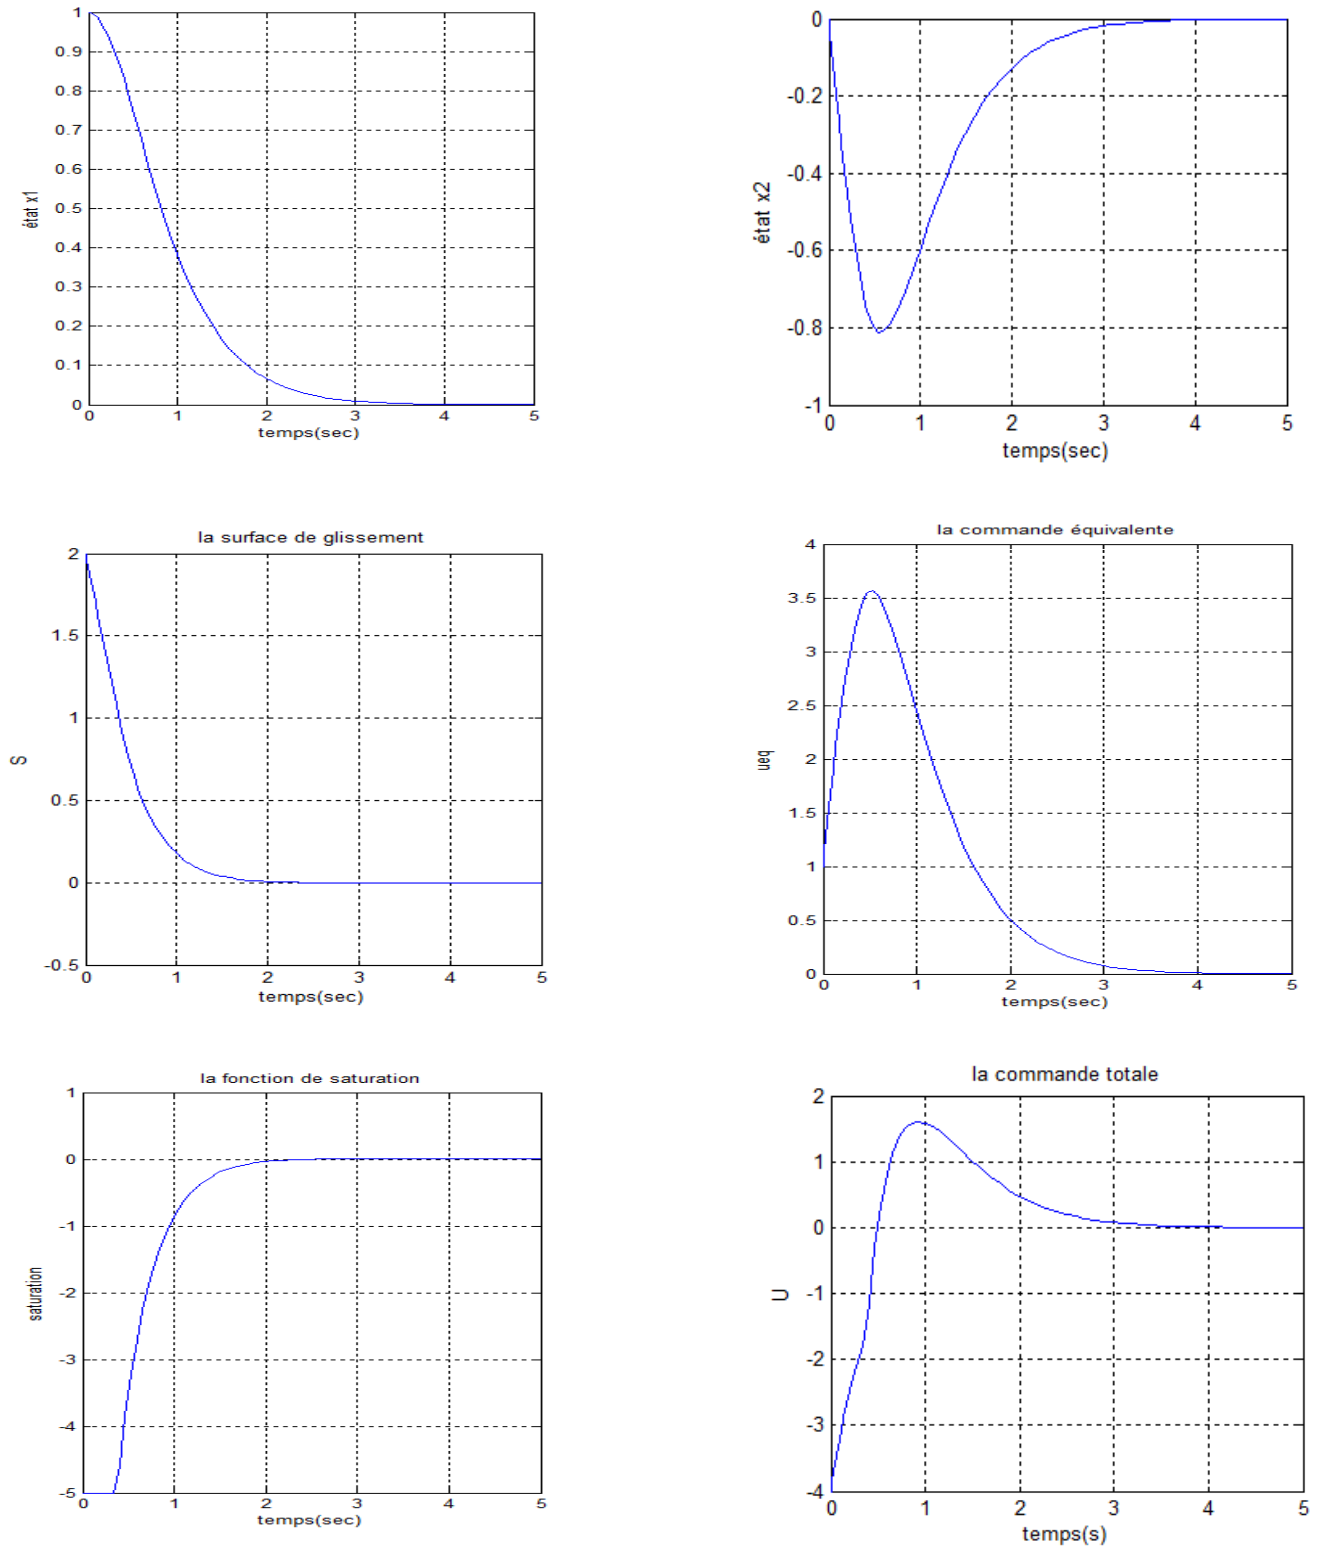 1
0.9
0.8
0.7
0.6
0.5
0.4
0.3
0.2
0.1
0
état x1
0 1 2 3 4 5
temps(sec)
0
-0.2
-0.4
-0.6
-0.8
-1
état x2
0 1 2 3 4 5
temps(sec)
la surface de glissement
2
1.5
1
0.5
0
-0.5
S
0 1 2 3 4 5
temps(sec)
la commande équivalente
4
3.5
3
2.5
2
1.5
1
0.5
0
ueq
0 1 2 3 4 5
temps(sec)
la fonction de saturation
1
0
-1
-2
-3
-4
-5
saturation
0 1 2 3 4 5
temps(sec)
la commande totale
2
1
0
-1
-2
-3
-4
U
0 1 2 3 4 5
temps(s)